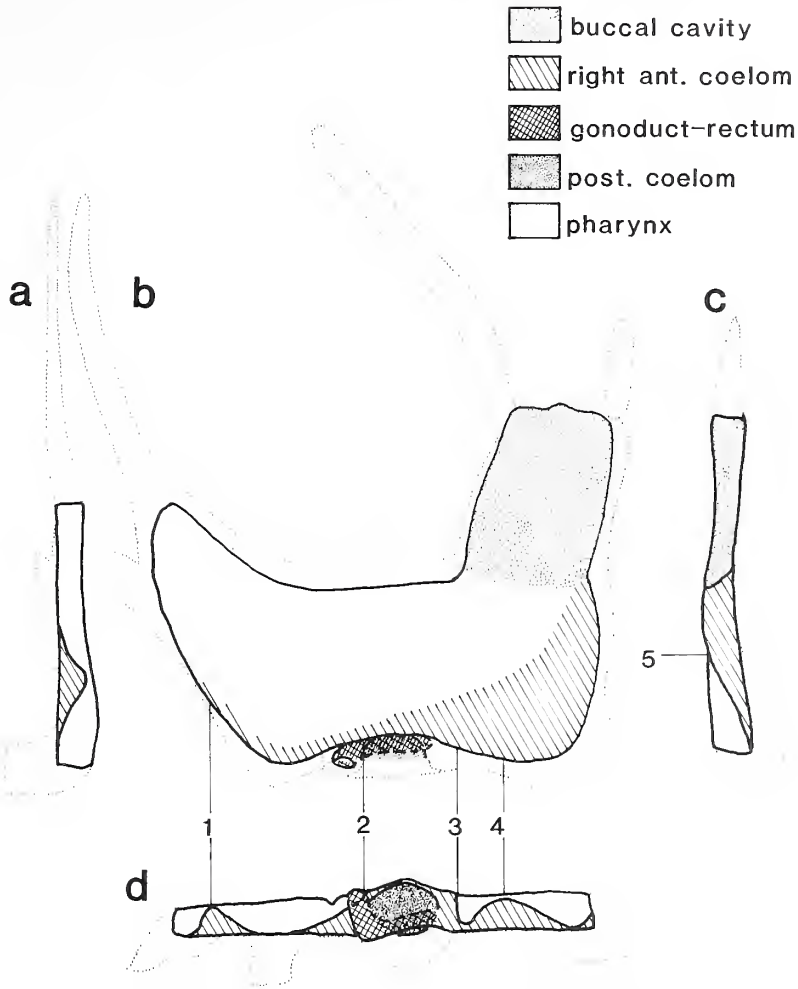 buccal cavity
right ant. coelom
gonoduct-rectum
post. coelom
pharynx
a
b
c
5
1
2
3
4
d